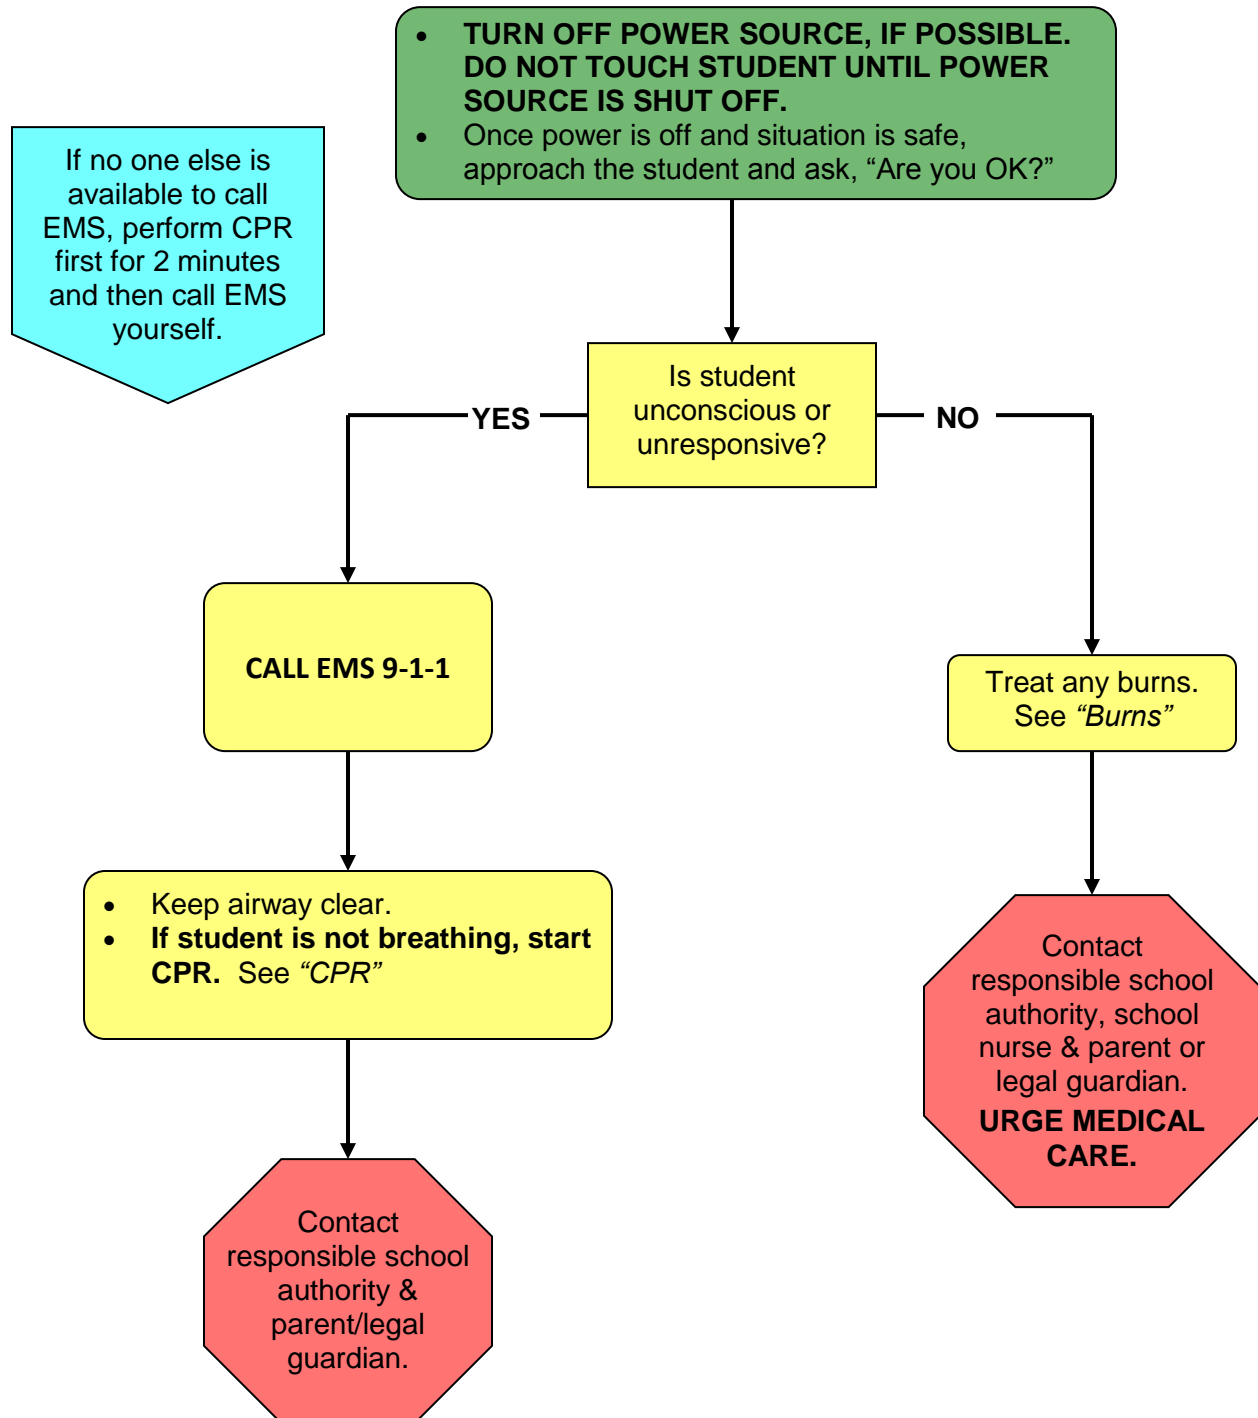 • TURN OFF POWER SOURCE, IF POSSIBLE.
DO NOT TOUCH STUDENT UNTIL POWER
SOURCE IS SHUT OFF.
• Once power is off and situation is safe,
approach the student and ask, “Are you OK?”
If no one else is
available to call
EMS, perform CPR
first for 2 minutes
and then call EMS
yourself.
Is student
unconscious or
unresponsive?
YES
NO
CALL EMS 9-1-1
Treat any burns.
See “Burns”
• Keep airway clear.
• If student is not breathing, start
CPR. See “CPR”
Contact
responsible school
authority, school
nurse & parent or
legal guardian.
URGE MEDICAL
CARE.
Contact
responsible school
authority &
parent/legal
guardian.